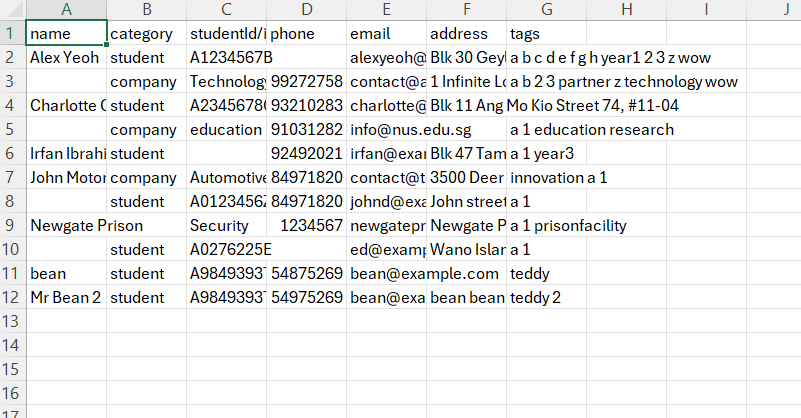 A B C D E F G H I J
1 name category studentId/i phone email address tags
2 Alex Yeoh student A1234567B alexyeoh@ Blk 30 Geyl a b c d e f g h year1 2 3 z wow
3 company Technology 99272758 contact@a 1 Infinite Lo a b 2 3 partner z technology wow
4 Charlotte O student A2345678 93210283 charlotte@ Blk 11 Ang Mo Kio Street 74, #11-04
5 company education 91031282 info@nus.edu.sg a 1 education research
6 Irfan Ibrahi student 92492021 irfan@exar Blk 47 Tam a 1 year3
7 John Motor company Automotive 84971820 contact@t 3500 Deer innovation a 1
8 student A0123456 84971820 johnd@exa John street a 1
9 Newgate Prison Security 1234567 newgatepr Newgate P a 1 prisonfacility
10 student A0276225E ed@examp Wano Islan a 1
11 bean student A9849393 54875269 bean@example.com teddy
12 Mr Bean 2 student A9849393 54975269 bean@exa bean bean teddy 2
13
14
15
16
17